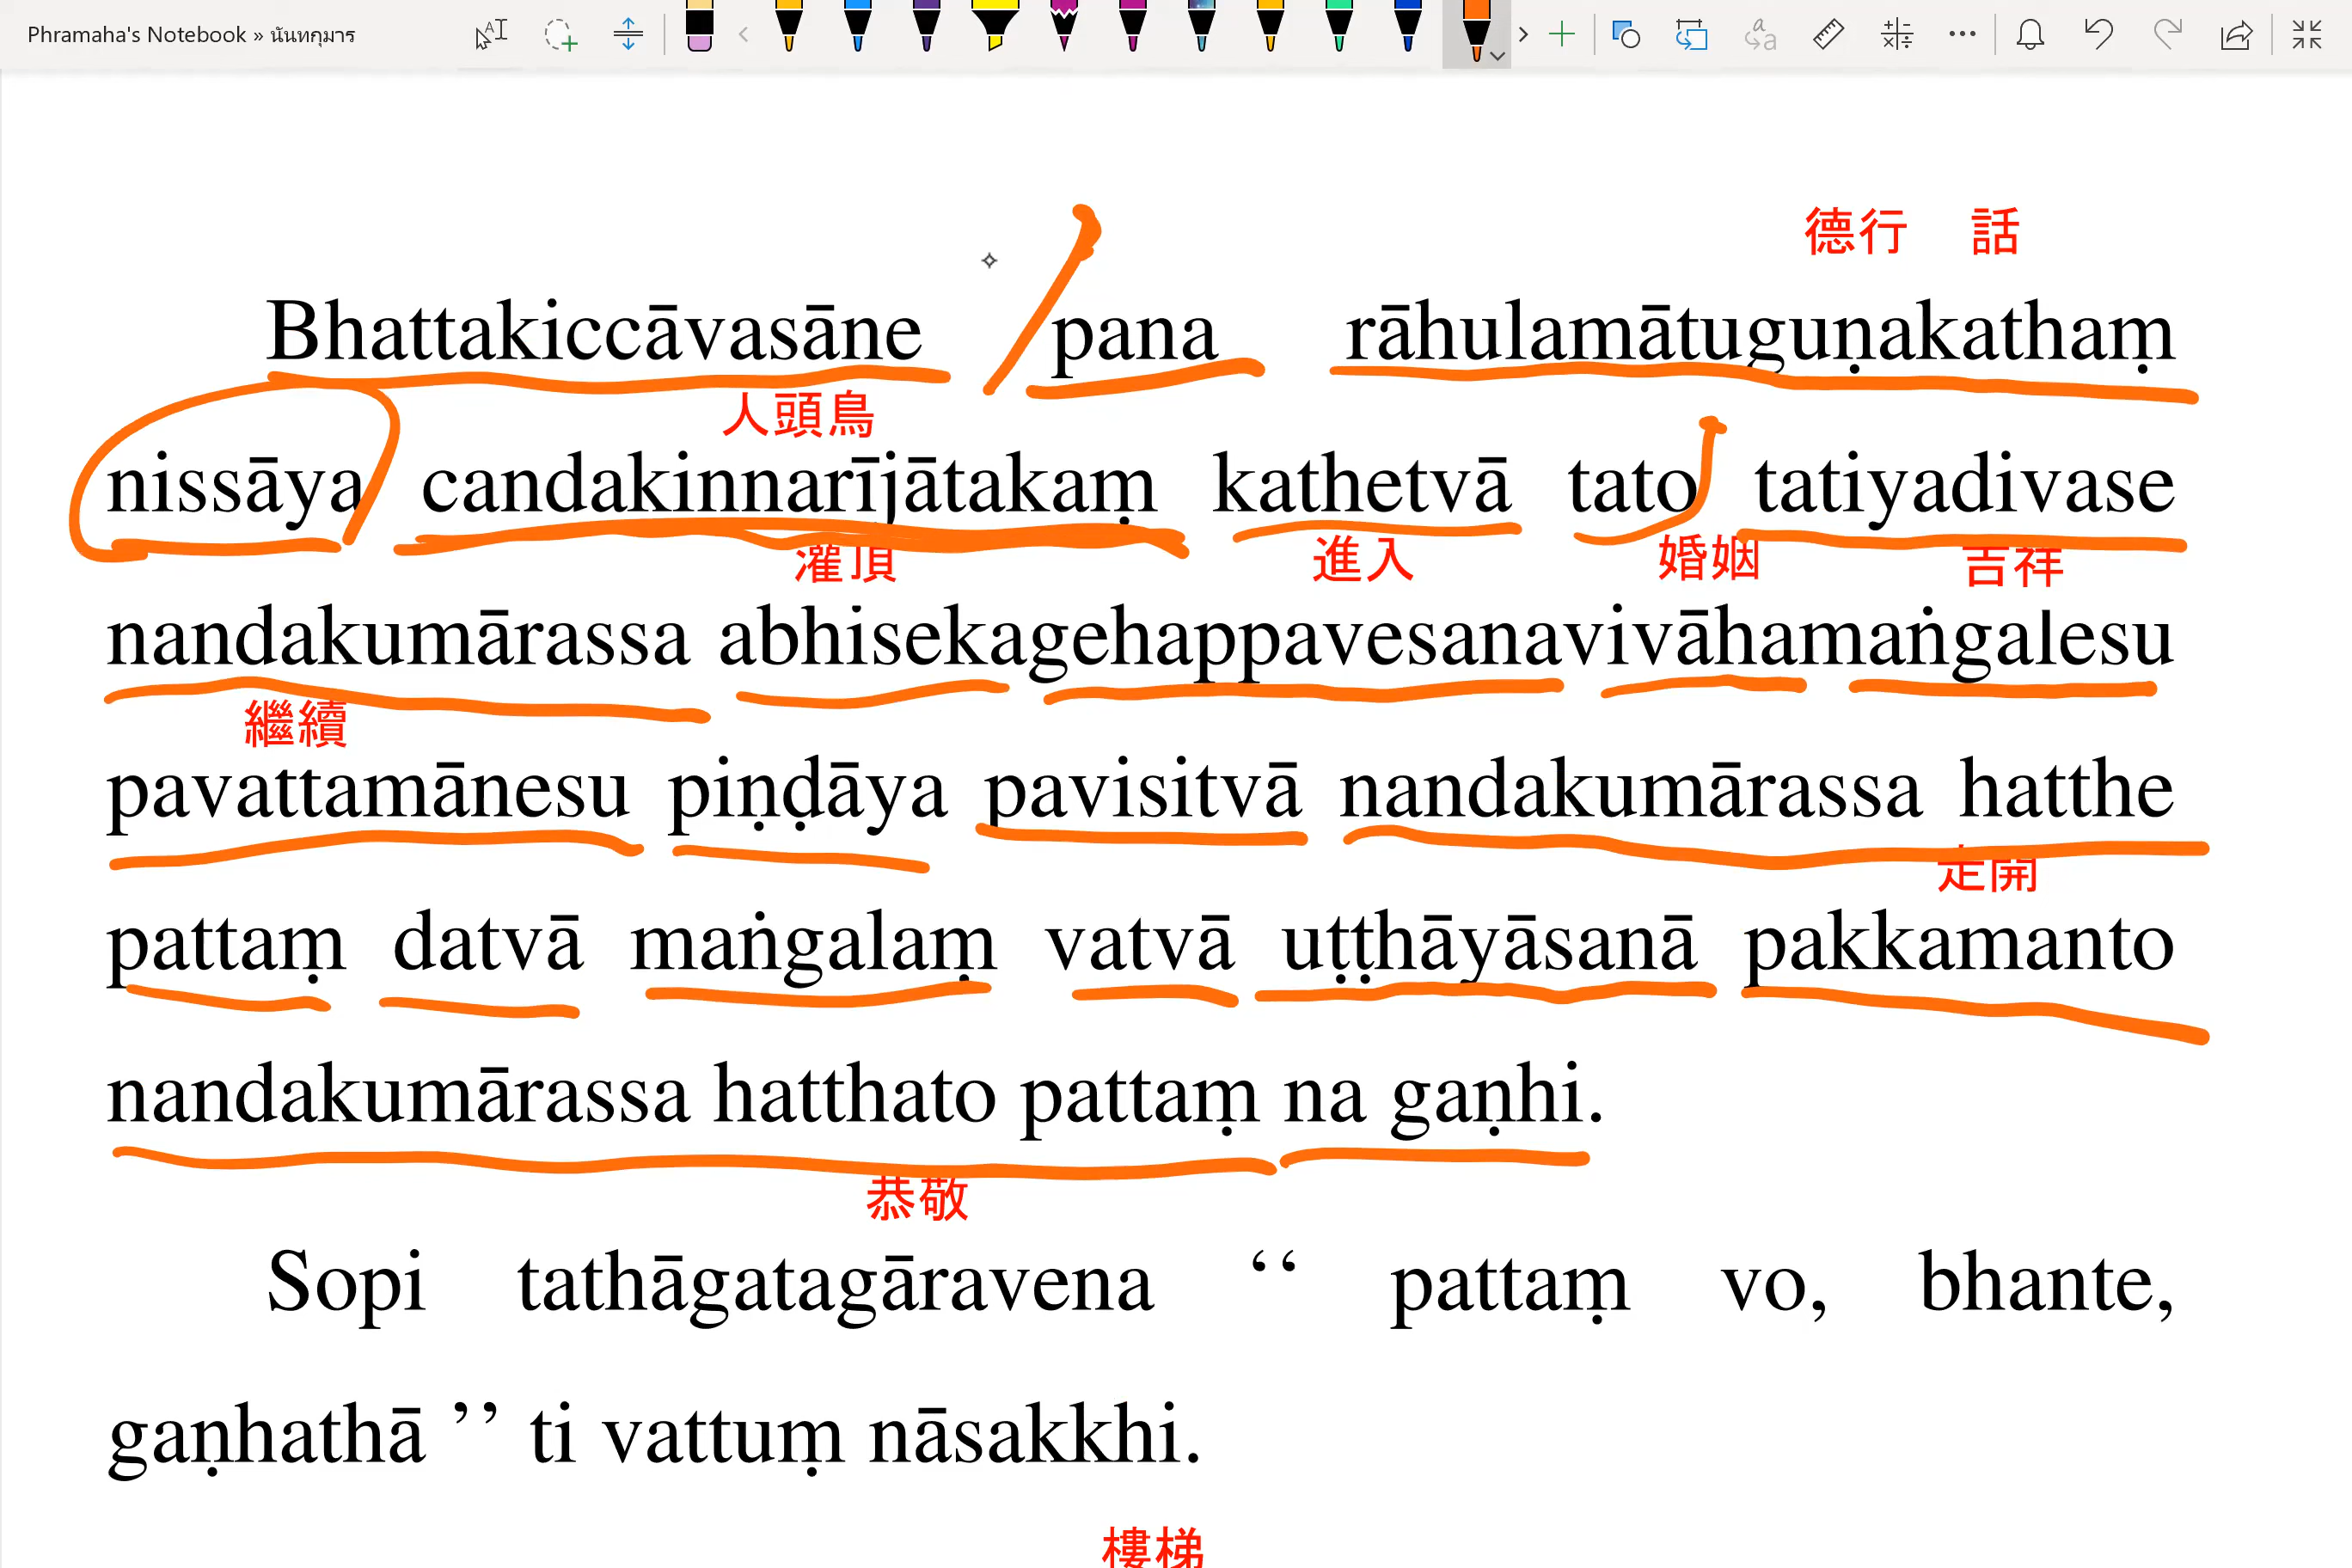 Phramaha's Notebook » นันทกุมาร
德行 話
Bhattakiccāvasāne pana rāhulamātuguṇakathaṃ
人頭鳥
nissāya candakinnarījātakaṃ kathetvā tato tatiyadivase
灌頂 進入 婚姻 吉祥
nandakumārassa abhisekagehappavesanavivāhamaṅgalesu
繼續
pavattamānesu piṇḍāya pavisitvā nandakumārassa hatthe
走開
pattaṃ datvā maṅgalaṃ vatvā uṭṭhāyāsanā pakkamanto
nandakumārassa hatthato pattaṃ na gaṇhi.
恭敬
Sopi tathāgatagāravena ‘‘ pattaṃ vo, bhante,
gaṇhathā ’’ ti vattuṃ nāsakkhi.
樓梯